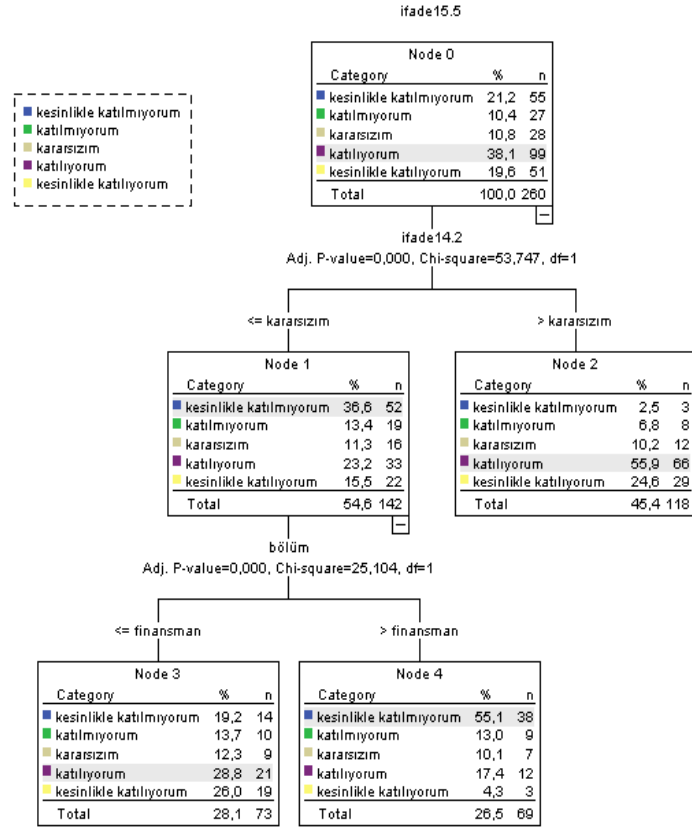 ifade15.5
kesinlikle katılmıyorum
katılmıyorum
kararsızım
katılıyorum
kesinlikle katılıyorum
Node 0
Category % n
kesinlikle katılmıyorum 21,2 55
katılmıyorum 10,4 27
kararsızım 10,8 28
katılıyorum 38,1 99
kesinlikle katılıyorum 19,6 51
Total 100,0 260
ifade14.2
Adj. P-value=0,000, Chi-square=53,747, df=1
<= kararsızım
> kararsızım
Node 1
Category % n
kesinlikle katılmıyorum 36,6 52
katılmıyorum 13,4 19
kararsızım 11,3 16
katılıyorum 23,2 33
kesinlikle katılıyorum 15,5 22
Total 54,6 142
Node 2
Category % n
kesinlikle katılmıyorum 2,5 3
katılmıyorum 6,8 8
kararsızım 10,2 12
katılıyorum 55,9 66
kesinlikle katılıyorum 24,6 29
Total 45,4 118
bölüm
Adj. P-value=0,000, Chi-square=25,104, df=1
<= finansman
> finansman
Node 3
Category % n
kesinlikle katılmıyorum 19,2 14
katılmıyorum 13,7 10
kararsızım 12,3 9
katılıyorum 28,8 21
kesinlikle katılıyorum 26,0 19
Total 28,1 73
Node 4
Category % n
kesinlikle katılmıyorum 55,1 38
katılmıyorum 13,0 9
kararsızım 10,1 7
katılıyorum 17,4 12
kesinlikle katılıyorum 4,3 3
Total 26,5 69